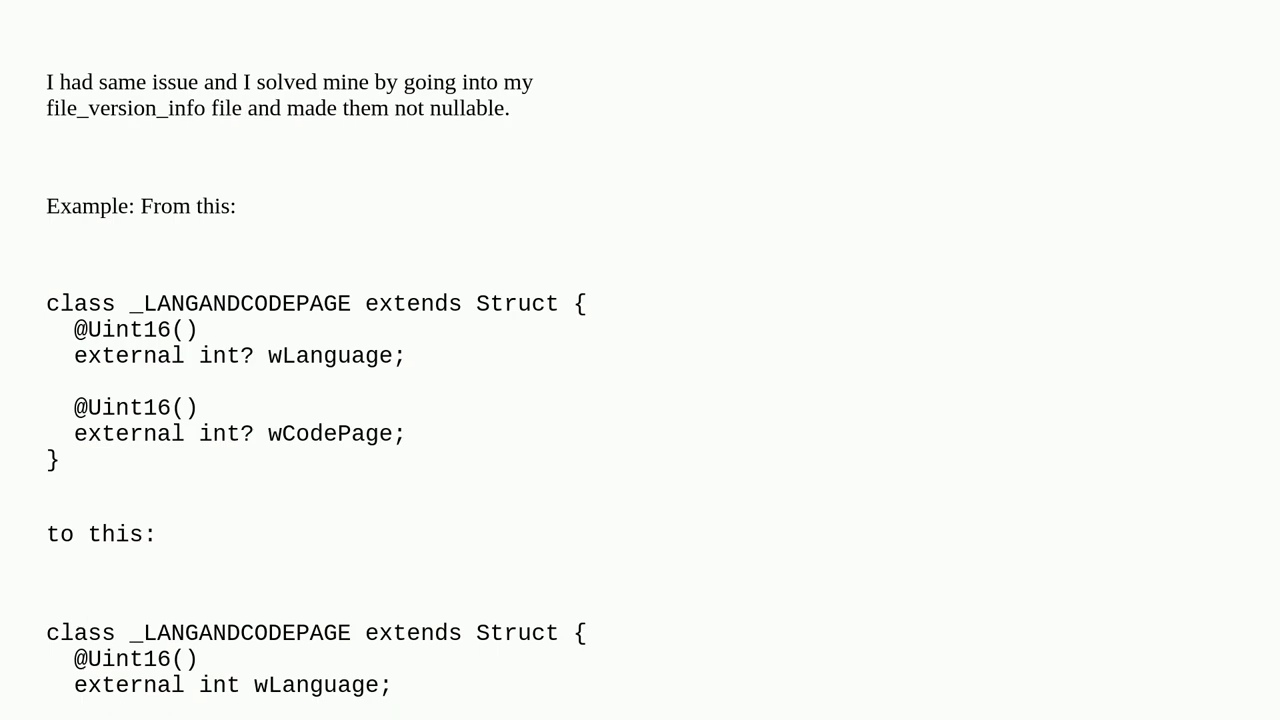 I had same issue and I solved mine by going into my
file_version_info file and made them not nullable.
Example: From this:
class _LANGANDCODEPAGE extends Struct {
  @Uint16()
  external int? wLanguage;
  @Uint16()
  external int? wCodePage;
}
to this:
class _LANGANDCODEPAGE extends Struct {
  @Uint16()
  external int wLanguage;